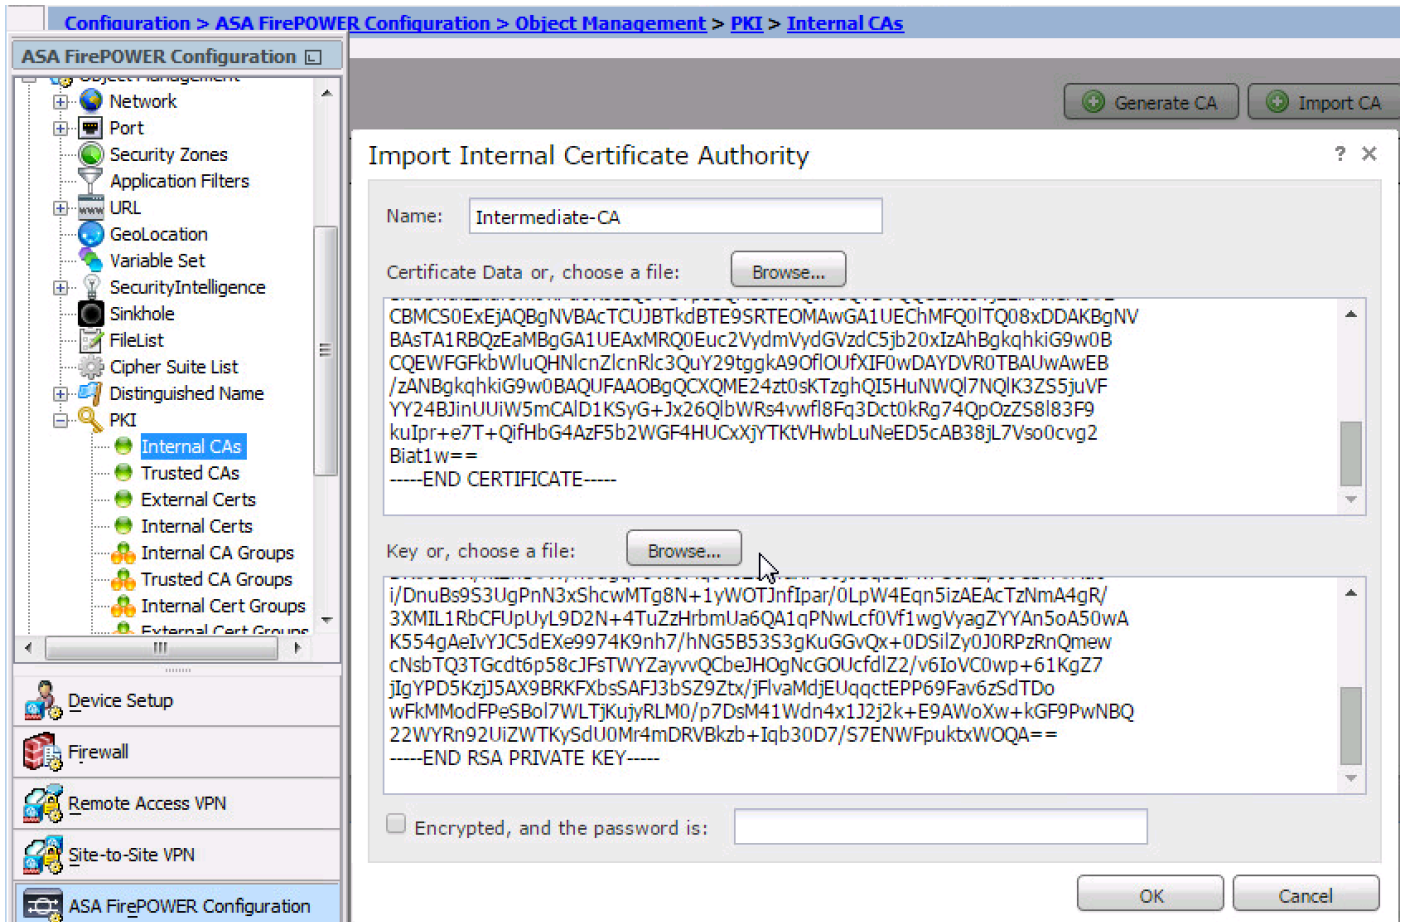 Configuration > ASA FirePOWER Configuration > Object Management > PKI > Internal CAs
ASA FirePOWER Configuration
Object Management
Network
Port
Security Zones
Application Filters
www URL
GeoLocation
Variable Set
SecurityIntelligence
Sinkhole
FileList
Cipher Suite List
Distinguished Name
PKI
Internal CAs
Trusted CAs
External Certs
Internal Certs
Internal CA Groups
Trusted CA Groups
Internal Cert Groups
External Cert Groups
Device Setup
Firewall
Remote Access VPN
Site-to-Site VPN
ASA FirePOWER Configuration
Generate CA
Import CA
Import Internal Certificate Authority
? ×
Name: Intermediate-CA
Certificate Data or, choose a file: Browse...
CBMCS0ExEjAQBgNVBAcTCUJBTkdBTE9SRTEOMAwGA1UEChMFQ0lTQ08xDDAKBgNV
BAsTA1RBQzEaMBgGA1UEAxMRQ0Euc2VydmVydGVzdC5jb20xIzAhBgkqhkiG9w0B
CQEWFGFkbWluQHNlcnZlcnRlc3QuY29tggkA9OflOUfXIF0wDAYDVR0TBAUwAwEB
/zANBgkqhkiG9w0BAQUFAAOBgQCXQME24zt0sKTzghQI5HuNWQl7NQlK3ZS5juVF
YY24BJinUUiW5mCAlD1KSyG+Jx26QlbWRs4vwfl8Fq3Dct0kRg74QpOzZS8l83F9
kuIpr+e7T+QifHbG4AzF5b2WGF4HUCxXjYTKtVHwbLuNeED5cAB38jL7Vso0cvg2
Biat1w==
-----END CERTIFICATE-----
Key or, choose a file: Browse...
i/DnuBs9S3UgPnN3xShcwMTg8N+1yWOTJnfIpar/0LpW4Eqn5izAEAcTzNmA4gR/
3XMIL1RbCFUpUyL9D2N+4TuZzHrbmUa6QA1qPNwLcf0Vf1wgVyagZYYAn5oA50wA
K554gAeIvYJC5dEXe9974K9nh7/hNG5B53S3gKuGGvQx+0DSilZy0J0RPzRnQmew
cNsbTQ3TGcdt6p58cJFsTWYZayvvQCbeJHOgNcGOUcfdlZ2/v6IoVC0wp+61KgZ7
jIgYPD5KzjJ5AX9BRKFXbsSAFJ3bSZ9Ztx/jFlvaMdjEUqqctEPP69Fav6zSdTDo
wFkMModFPeSBol7WLTjKujyRLM0/p7DsM41Wdn4x1J2j2k+E9AWoXw+kGF9PwNBQ
22WYRn92UiZWTKySdU0Mr4mDRVBkzb+Iqb30D7/S7ENWFpuktxWOQA==
-----END RSA PRIVATE KEY-----
Encrypted, and the password is:
OK
Cancel